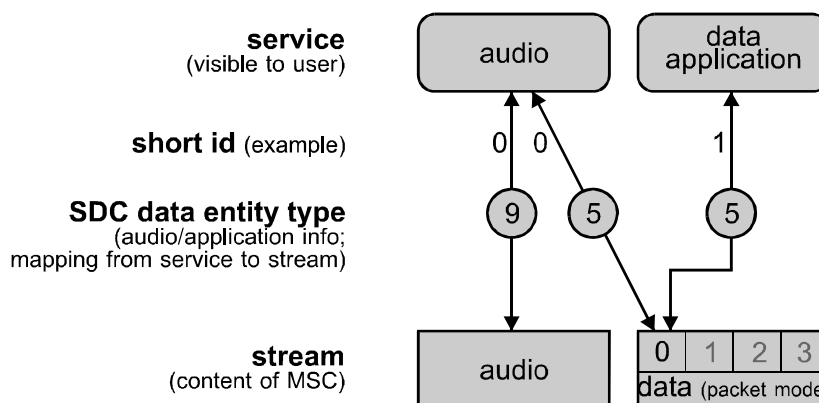 service
(visible to user)
audio
data
application
short id (example)
0 0 1
SDC data entity type
(audio/application info;
mapping from service to stream)
9 5 5
stream
(content of MSC)
audio
0 1 2 3
data (packet mode